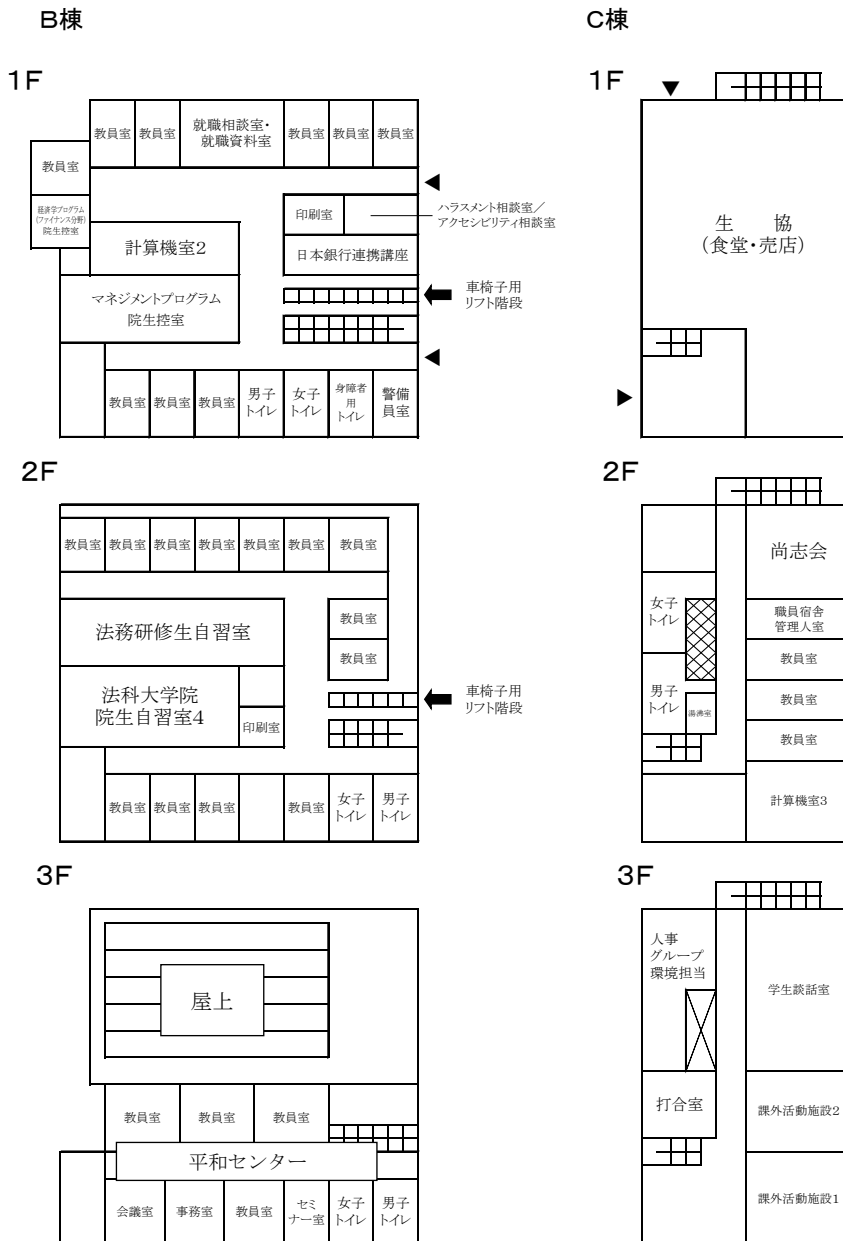 B棟
C棟
1F
教員室
教員室
就職相談室・
就職資料室
教員室
教員室
教員室
教員室
経済学プログラム
(ファイナンス分野)
院生控室
印刷室
ハラスメント相談室／
アクセシビリティ相談室
計算機室2
日本銀行連携講座
マネジメントプログラム
院生控室
車椅子用
リフト階段
教員室
教員室
教員室
男子
トイレ
女子
トイレ
身障者
用
トイレ
警備
員室
1F
生　協
(食堂・売店)
2F
教員室
教員室
教員室
教員室
教員室
教員室
教員室
法務研修生自習室
教員室
教員室
法科大学院
院生自習室4
印刷室
車椅子用
リフト階段
教員室
教員室
教員室
教員室
女子
トイレ
男子
トイレ
2F
尚志会
女子
トイレ
職員宿舎
管理人室
教員室
男子
トイレ
湯沸室
教員室
教員室
計算機室3
3F
屋上
教員室
教員室
教員室
平和センター
会議室
事務室
教員室
セミ
ナー室
女子
トイレ
男子
トイレ
3F
人事
グループ
環境担当
学生談話室
打合室
課外活動施設2
課外活動施設1